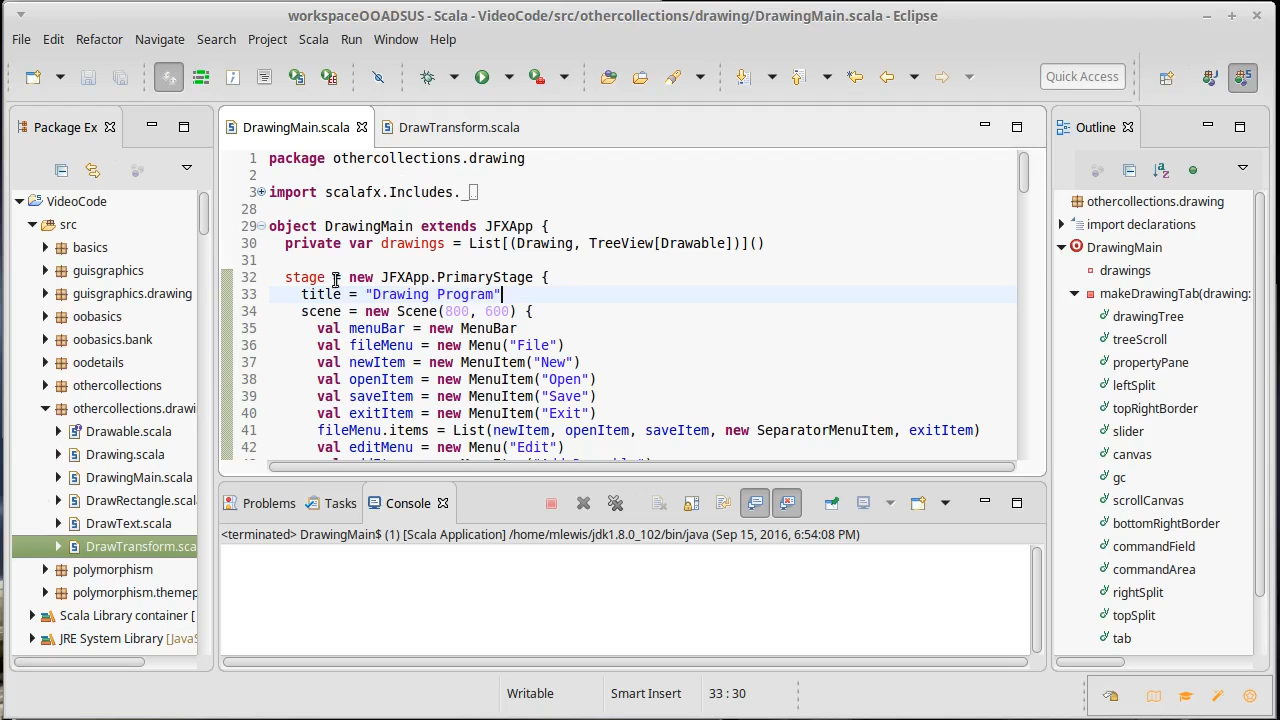 workspaceOOADSUS - Scala - VideoCode/src/othercollections/drawing/DrawingMain.scala - Eclipse
File Edit Refactor Navigate Search Project Scala Run Window Help
Quick Access
Package Ex
VideoCode
src
basics
guisgraphics
guisgraphics.drawing
oobasics
oobasics.bank
oodetails
othercollections
othercollections.drawi
Drawable.scala
Drawing.scala
DrawingMain.scala
DrawRectangle.scal
DrawText.scala
DrawTransform.sca
polymorphism
polymorphism.themep
Scala Library container [
JRE System Library [JavaS
DrawingMain.scala DrawTransform.scala
1 package othercollections.drawing
2
3 import scalafx.Includes._
28
29 object DrawingMain extends JFXApp {
30 private var drawings = List[(Drawing, TreeView[Drawable])]()
31
32 stage = new JFXApp.PrimaryStage {
33 title = "Drawing Program"
34 scene = new Scene(800, 600) {
35 val menuBar = new MenuBar
36 val fileMenu = new Menu("File")
37 val newItem = new MenuItem("New")
38 val openItem = new MenuItem("Open")
39 val saveItem = new MenuItem("Save")
40 val exitItem = new MenuItem("Exit")
41 fileMenu.items = List(newItem, openItem, saveItem, new SeparatorMenuItem, exitItem)
42 val editMenu = new Menu("Edit")
Problems Tasks Console
<terminated> DrawingMain$ (1) [Scala Application] /home/mlewis/jdk1.8.0_102/bin/java (Sep 15, 2016, 6:54:08 PM)
Outline
othercollections.drawing
import declarations
DrawingMain
drawings
makeDrawingTab(drawing:
drawingTree
treeScroll
propertyPane
leftSplit
topRightBorder
slider
canvas
gc
scrollCanvas
bottomRightBorder
commandField
commandArea
rightSplit
topSplit
tab
Writable Smart Insert 33 : 30